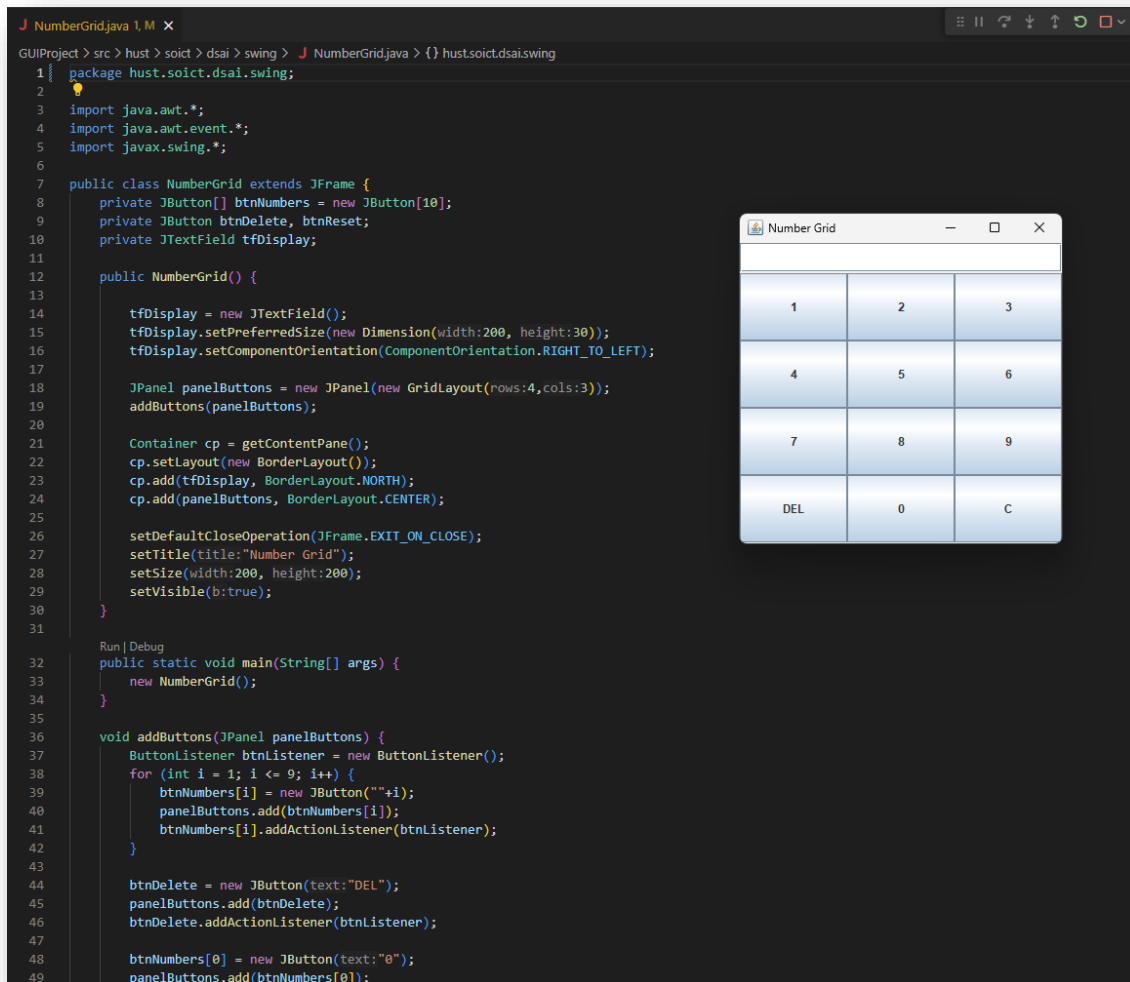 NumberGrid.java 1, M
GUIProject > src > hust > soict > dsai > swing > NumberGrid.java > {} hust.soict.dsai.swing
1 package hust.soict.dsai.swing;
2
3 import java.awt.*;
4 import java.awt.event.*;
5 import javax.swing.*;
6
7 public class NumberGrid extends JFrame {
8 private JButton[] btnNumbers = new JButton[10];
9 private JButton btnDelete, btnReset;
10 private JTextField tfDisplay;
11
12 public NumberGrid() {
13
14 tfDisplay = new JTextField();
15 tfDisplay.setPreferredSize(new Dimension(width:200, height:30));
16 tfDisplay.setComponentOrientation(ComponentOrientation.RIGHT_TO_LEFT);
17
18 JPanel panelButtons = new JPanel(new GridLayout(rows:4,cols:3));
19 addButtons(panelButtons);
20
21 Container cp = getContentPane();
22 cp.setLayout(new BorderLayout());
23 cp.add(tfDisplay, BorderLayout.NORTH);
24 cp.add(panelButtons, BorderLayout.CENTER);
25
26 setDefaultCloseOperation(JFrame.EXIT_ON_CLOSE);
27 setTitle(title:"Number Grid");
28 setSize(width:200, height:200);
29 setVisible(b:true);
30 }
31
Run | Debug
32 public static void main(String[] args) {
33 new NumberGrid();
34 }
35
36 void addButtons(JPanel panelButtons) {
37 ButtonListener btnListener = new ButtonListener();
38 for (int i = 1; i <= 9; i++) {
39 btnNumbers[i] = new JButton(""+i);
40 panelButtons.add(btnNumbers[i]);
41 btnNumbers[i].addActionListener(btnListener);
42 }
43
44 btnDelete = new JButton(text:"DEL");
45 panelButtons.add(btnDelete);
46 btnDelete.addActionListener(btnListener);
47
48 btnNumbers[0] = new JButton(text:"0");
49 panelButtons.add(btnNumbers[0]);
Number Grid
1 2 3
4 5 6
7 8 9
DEL 0 C